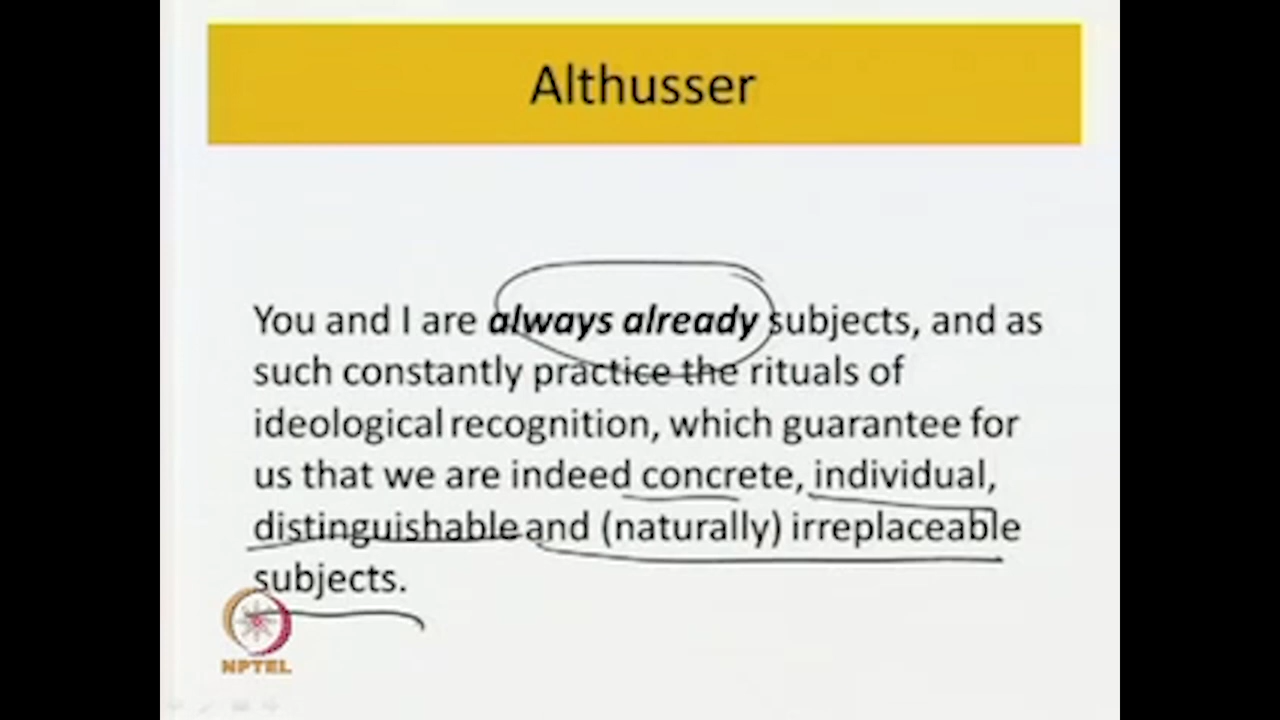 Althusser
You and I are always already subjects, and as
such constantly practice the rituals of
ideological recognition, which guarantee for
us that we are indeed concrete, individual,
distinguishable and (naturally) irreplaceable
subjects.
NPTEL